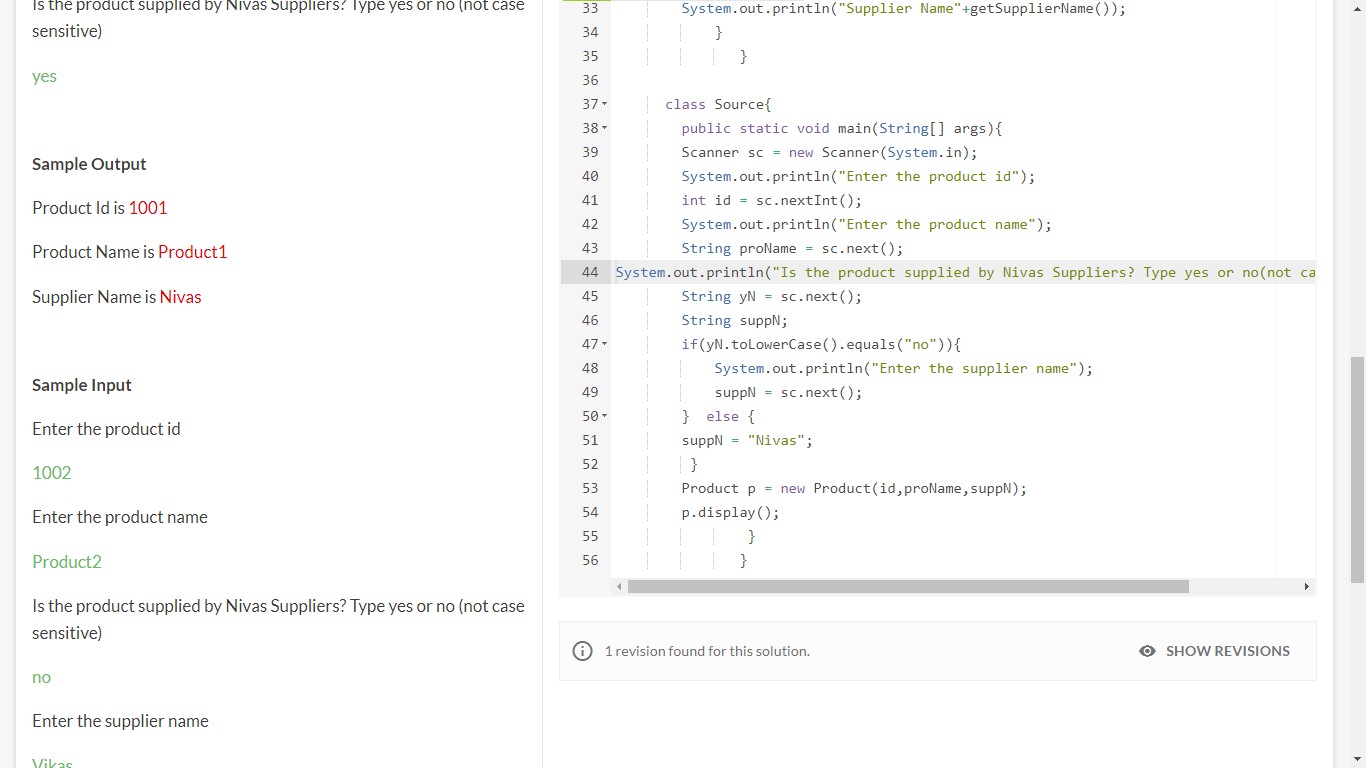 Is the product supplied by Nivas Suppliers? Type yes or no (not case
sensitive)
yes
Sample Output
Product Id is 1001
Product Name is Product1
Supplier Name is Nivas
Sample Input
Enter the product id
1002
Enter the product name
Product2
Is the product supplied by Nivas Suppliers? Type yes or no (not case
sensitive)
no
Enter the supplier name
Vikas
33 System.out.println("Supplier Name"+getSupplierName());
34 }
35 }
36
37 class Source{
38 public static void main(String[] args){
39 Scanner sc = new Scanner(System.in);
40 System.out.println("Enter the product id");
41 int id = sc.nextInt();
42 System.out.println("Enter the product name");
43 String proName = sc.next();
44 System.out.println("Is the product supplied by Nivas Suppliers? Type yes or no(not ca
45 String yN = sc.next();
46 String suppN;
47 if(yN.toLowerCase().equals("no")){
48 System.out.println("Enter the supplier name");
49 suppN = sc.next();
50 } else {
51 suppN = "Nivas";
52 }
53 Product p = new Product(id,proName,suppN);
54 p.display();
55 }
56 }
1 revision found for this solution.
SHOW REVISIONS